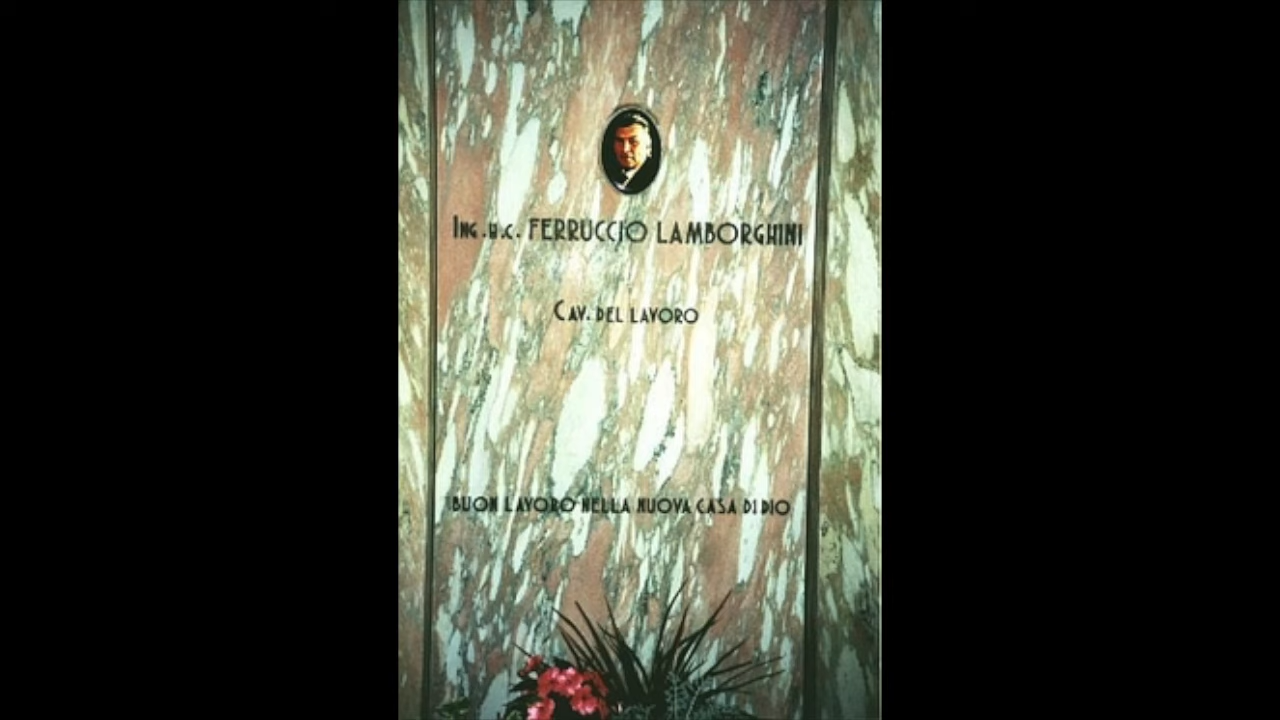 Ing. h.c. FERRUCCIO LAMBORGHINI
CAV. DEL LAVORO
BUON LAVORO NELLA NUOVA CASA DI DIO